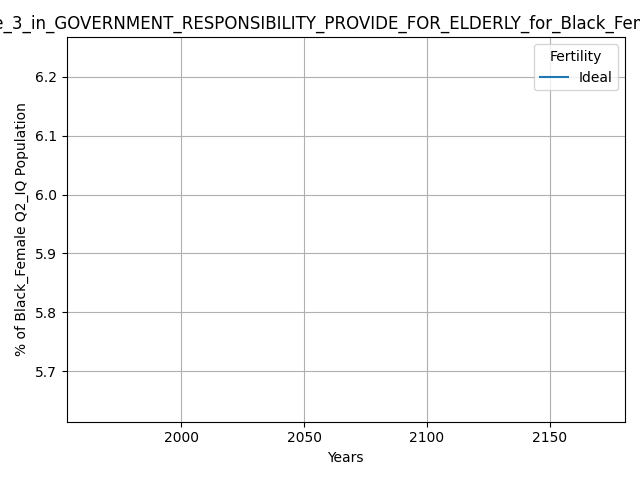 e_3_in_GOVERNMENT_RESPONSIBILITY_PROVIDE_FOR_ELDERLY_for_Black_Fem
Fertility
Ideal
% of Black_Female Q2_IQ Population
6.2
6.1
6.0
5.9
5.8
5.7
2000
2050
2100
2150
Years